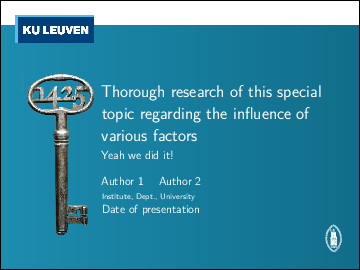 KU LEUVEN
1425
Thorough research of this special
topic regarding the influence of
various factors
Yeah we did it!
Author 1 Author 2
Institute, Dept., University
Date of presentation